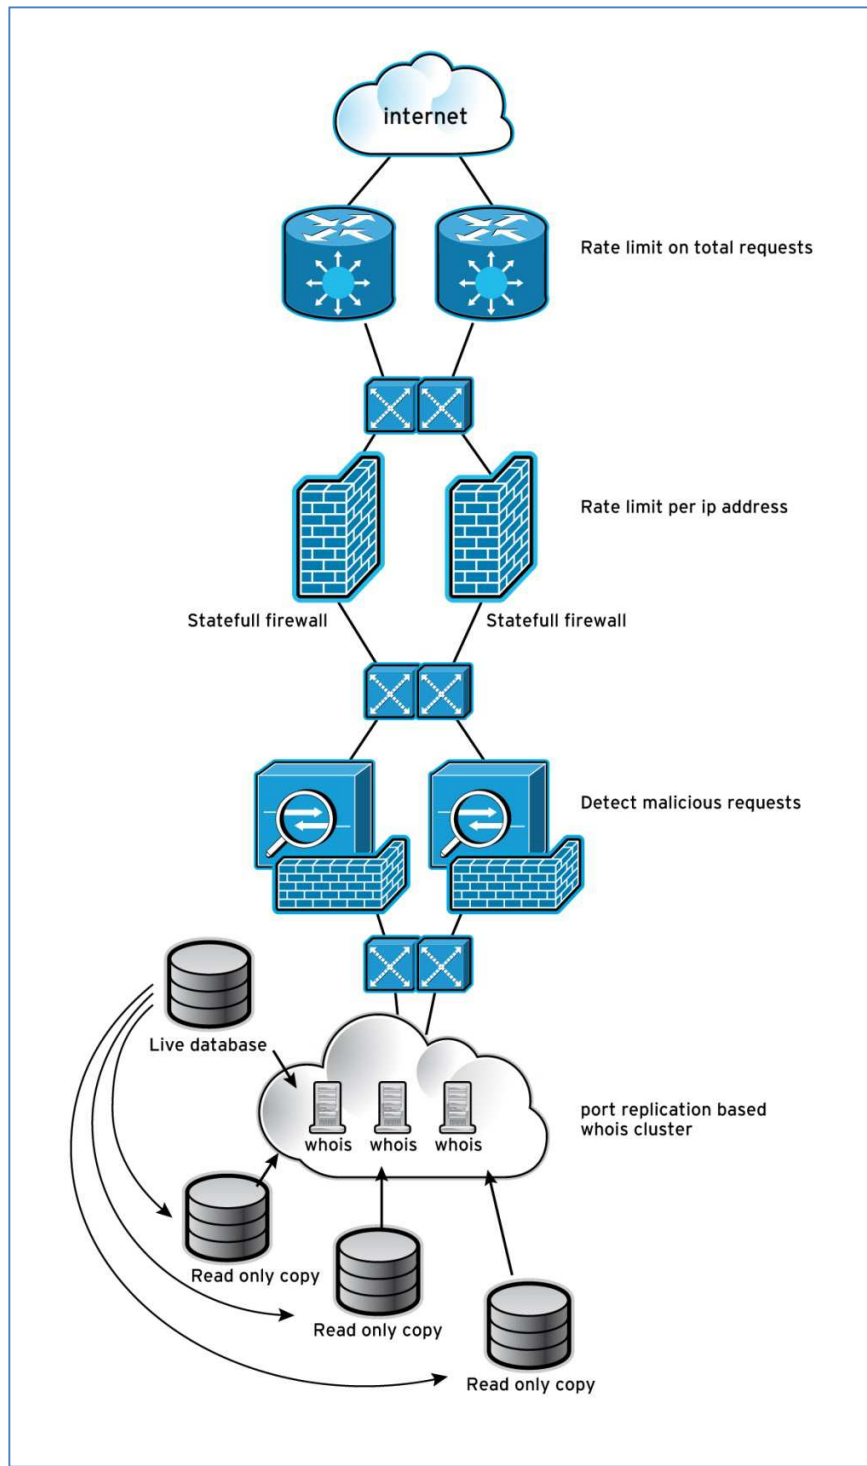 internet
Rate limit on total requests
Rate limit per ip address
Statefull firewall
Statefull firewall
Detect malicious requests
Live database
port replication based
whois cluster
whois
whois
whois
Read only copy
Read only copy
Read only copy